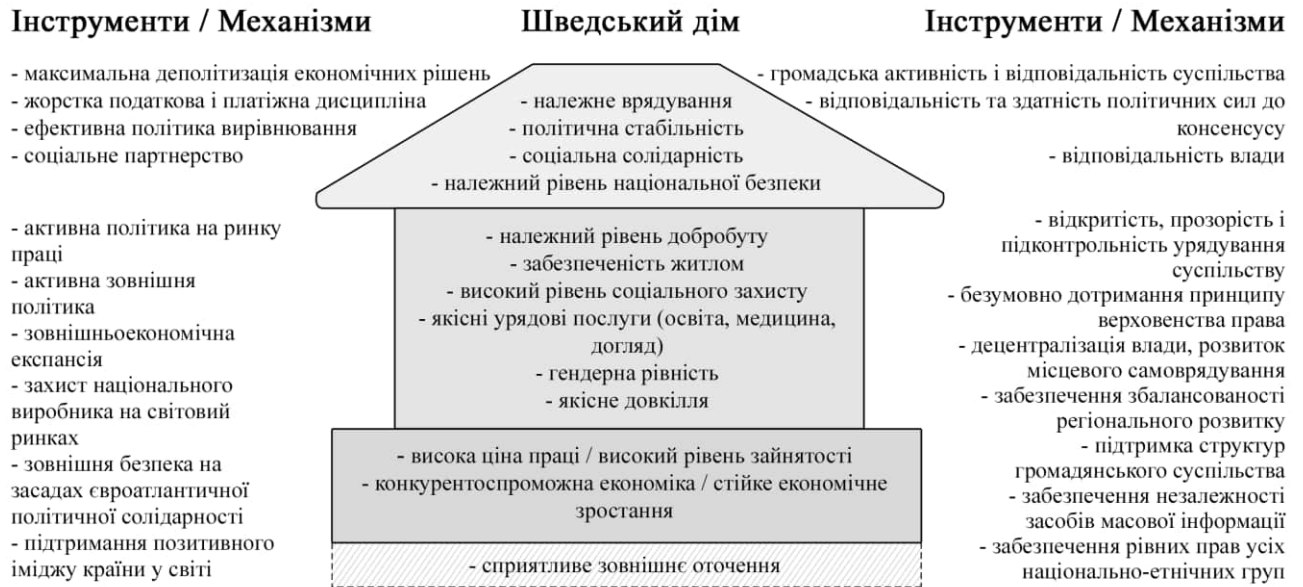 Інструменти / Механізми
- максимальна деполітизація економічних рішень
- жорстка податкова і платіжна дисципліна
- ефективна політика вирівнювання
- соціальне партнерство
- активна політика на ринку
праці
- активна зовнішня
політика
- зовнішньоекономічна
експансія
- захист національного
виробника на світовий
ринках
- зовнішня безпека на
засадах євроатлантичної
політичної солідарності
- підтримання позитивного
іміджу країни у світі
Шведський дім
- належне врядування
- політична стабільність
- соціальна солідарність
- належний рівень національної безпеки
- належний рівень добробуту
- забезпеченість житлом
- високий рівень соціального захисту
- якісні урядові послуги (освіта, медицина,
догляд)
- гендерна рівність
- якісне довкілля
- висока ціна праці / високий рівень зайнятості
- конкурентоспроможна економіка / стійке економічне
зростання
- сприятливе зовнішнє оточення
Інструменти / Механізми
- громадська активність і відповідальність суспільства
- відповідальність та здатність політичних сил до
консенсусу
- відповідальність влади
- відкритість, прозорість і
підконтрольність урядування
суспільству
- безумовно дотримання принципу
верховенства права
- децентралізація влади, розвиток
місцевого самоврядування
- забезпечення збалансованості
регіонального розвитку
- підтримка структур
громадянського суспільства
- забезпечення незалежності
засобів масової інформації
- забезпечення рівних прав усіх
національно-етнічних груп